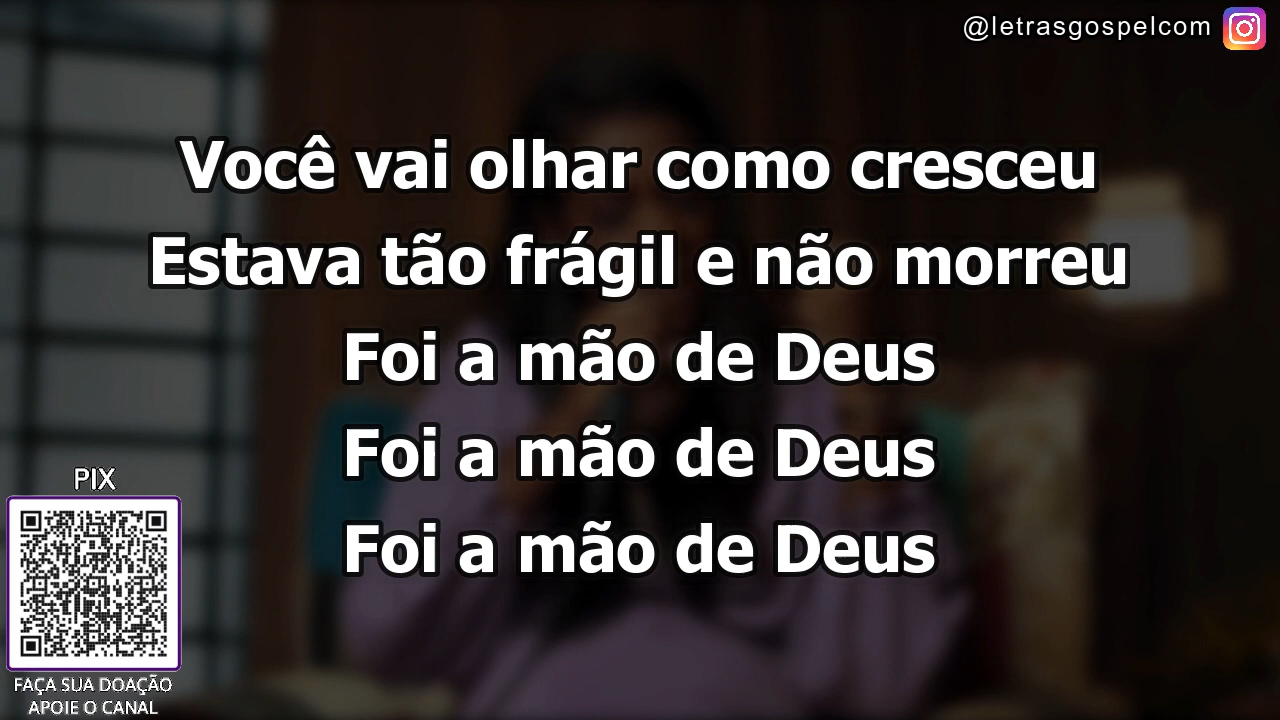 @letrasgospelcom
Você vai olhar como cresceu
Estava tão frágil e não morreu
Foi a mão de Deus
Foi a mão de Deus
Foi a mão de Deus
PIX
FAÇA SUA DOAÇÃO
APOIE O CANAL